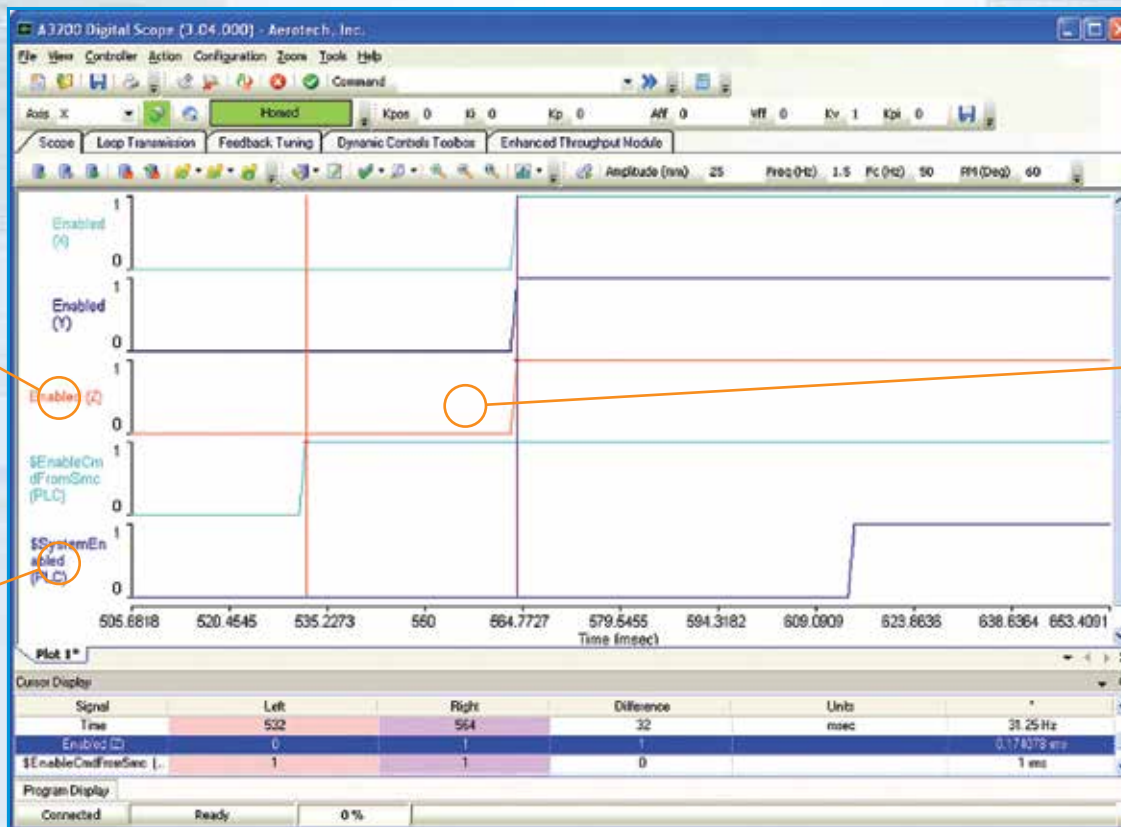 A3200 Digital Scope (3.04.000) - Aerotech, Inc.
File View Controller Action Configuration Zoom Tools Help
Command
Axis X Homed Kpos 0 Ki 0 Kp 0 Aff 0 Vff 0 Kv 1 Kpi 0
Scope Loop Transmission Feedback Tuning Dynamic Controls Toolbox Enhanced Throughput Module
Amplitude (nm) 25 Freq (Hz) 1.5 Fc (Hz) 50 PM (Deg) 60
Enabled
(X)
1
0
Enabled
(Y)
1
0
Enabled (Z)
1
0
$EnableCm
dFromSmc
(PLC)
1
0
$SystemEn
abled
(PLC)
1
0
505.6818 520.4545 535.2273 550 564.7727 579.5455 594.3182 609.0909 623.8636 638.6364 653.4091
Time (msec)
Plot 1*
Cursor Display
Signal Left Right Difference Units *
Time 532 564 32 msec 31.25 Hz
Enabled (Z) 0 1 1
$EnableCmdFromSmc (.. 1 1 0 1 rms
Program Display
Connected Ready 0 %